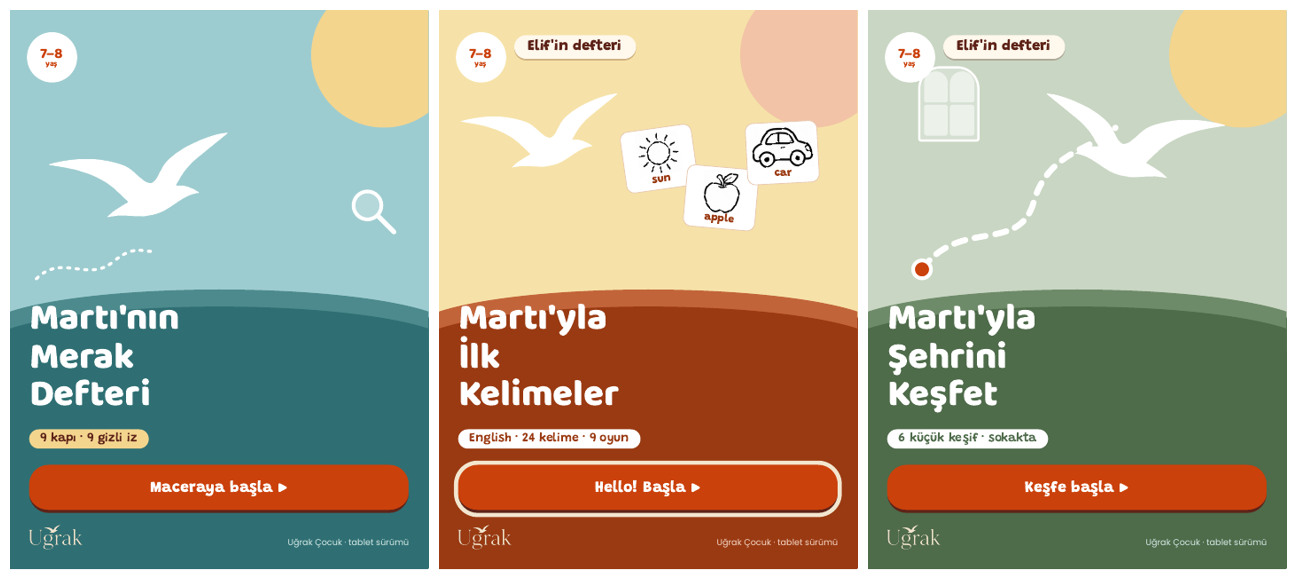 7–8
yaş
Martı'nın
Merak
Defteri
9 kapı · 9 gizli iz
Maceraya başla ▶
Uğrak
Uğrak Çocuk · tablet sürümü
7–8
yaş
Elif'in defteri
sun
apple
car
Martı'yla
İlk
Kelimeler
English · 24 kelime · 9 oyun
Hello! Başla ▶
Uğrak
Uğrak Çocuk · tablet sürümü
7–8
yaş
Elif'in defteri
Martı'yla
Şehrini
Keşfet
6 küçük keşif · sokakta
Keşfe başla ▶
Uğrak
Uğrak Çocuk · tablet sürümü